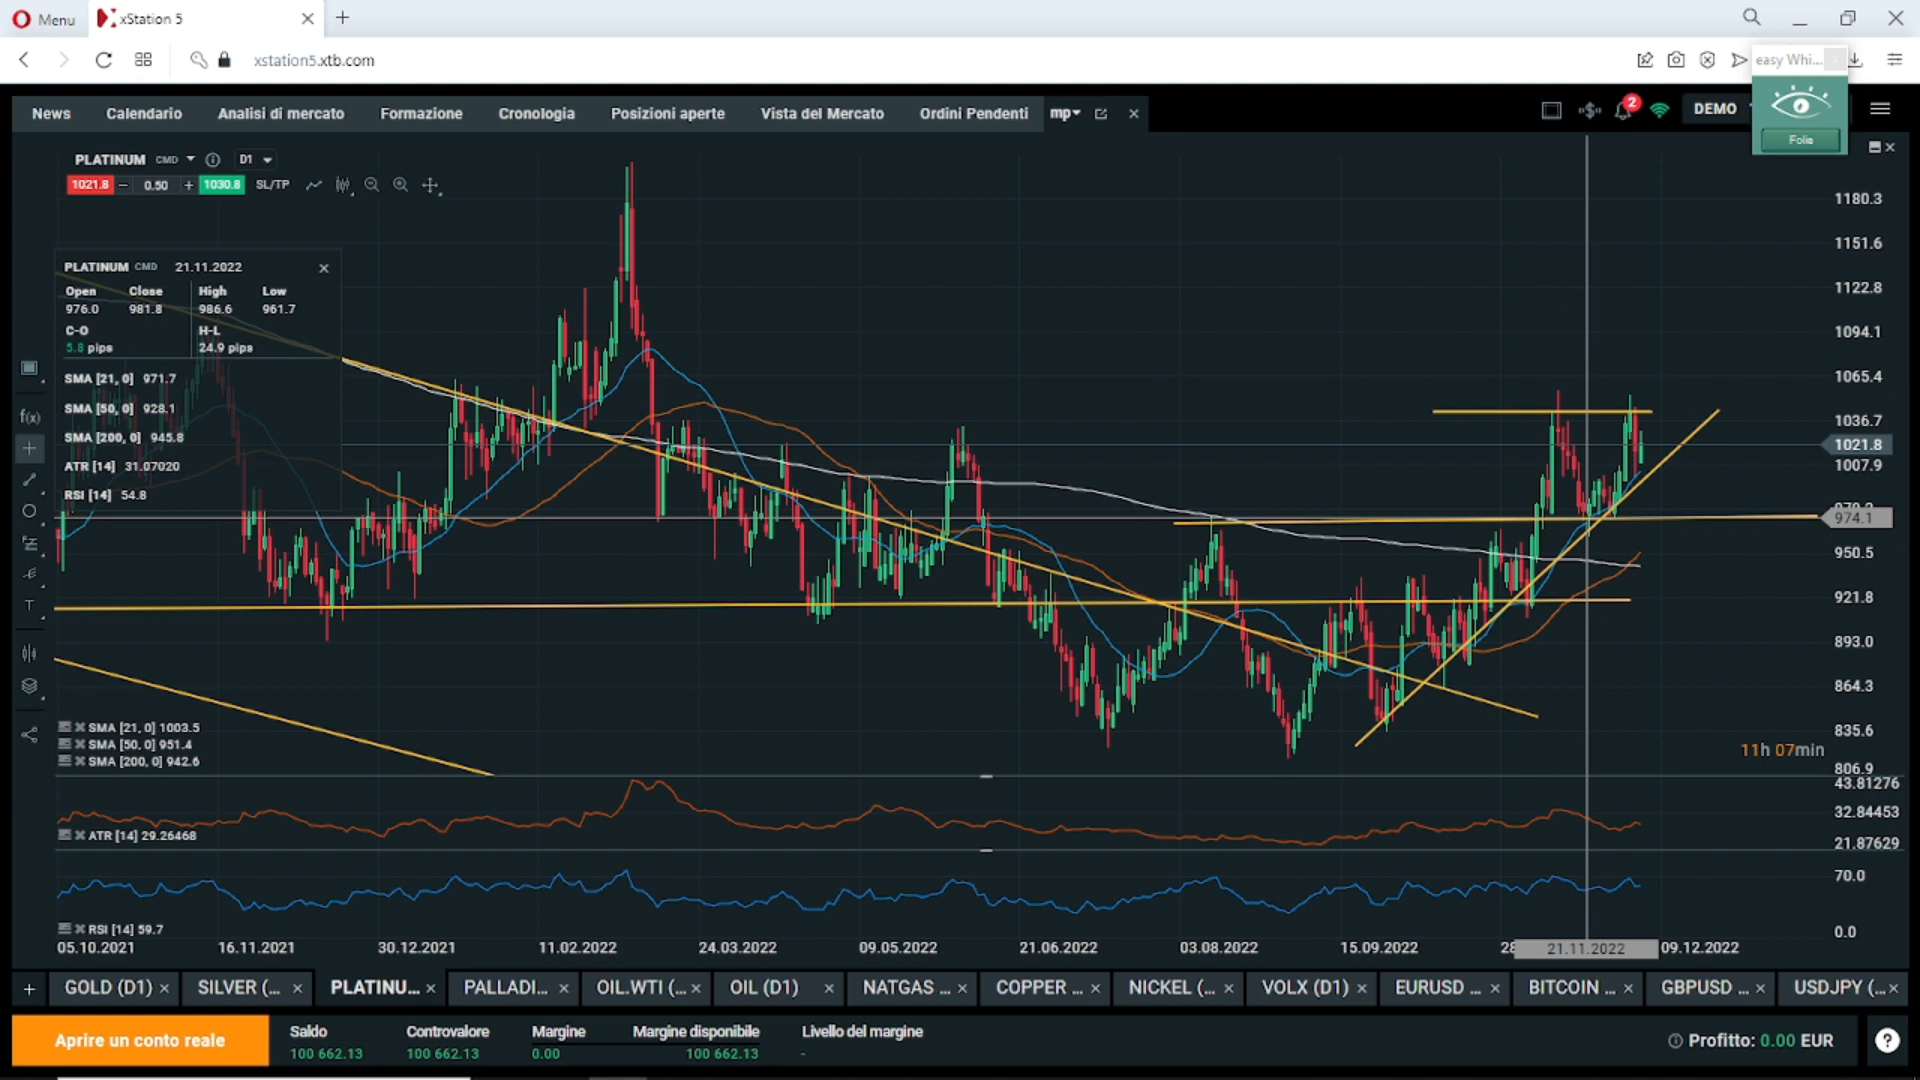 Menu
xStation 5
xstation5.xtb.com
easy Whi...
Folie
News Calendario Analisi di mercato Formazione Cronologia Posizioni aperte Vista del Mercato Ordini Pendenti mp
2
DEMO
PLATINUM CMD D1
1021.8 − 0.50 + 1030.8 SL/TP
PLATINUM CMD 21.11.2022
Open Close High Low
976.0 981.8 986.6 961.7
C-O H-L
5.8 pips 24.9 pips
SMA [21, 0] 971.7
SMA [50, 0] 928.1
SMA [200, 0] 945.8
ATR [14] 31.07020
RSI [14] 54.8
f(x)
T
1180.3
1151.6
1122.8
1094.1
1065.4
1036.7
1021.8
1007.9
974.1
950.5
921.8
893.0
864.3
835.6
11h 07min
806.9
SMA [21, 0] 1003.5
SMA [50, 0] 951.4
SMA [200, 0] 942.6
43.81276
32.84453
21.87629
ATR [14] 29.26468
70.0
0.0
RSI [14] 59.7
05.10.2021 16.11.2021 30.12.2021 11.02.2022 24.03.2022 09.05.2022 21.06.2022 03.08.2022 15.09.2022 28 21.11.2022 09.12.2022
+ GOLD (D1) SILVER (... PLATINU... PALLADI... OIL.WTI (... OIL (D1) NATGAS ... COPPER ... NICKEL (... VOLX (D1) EURUSD ... BITCOIN ... GBPUSD ... USDJPY (...
Aprire un conto reale
Saldo Controvalore Margine Margine disponibile Livello del margine
100 662.13 100 662.13 0.00 100 662.13 -
Profitto: 0.00 EUR
?